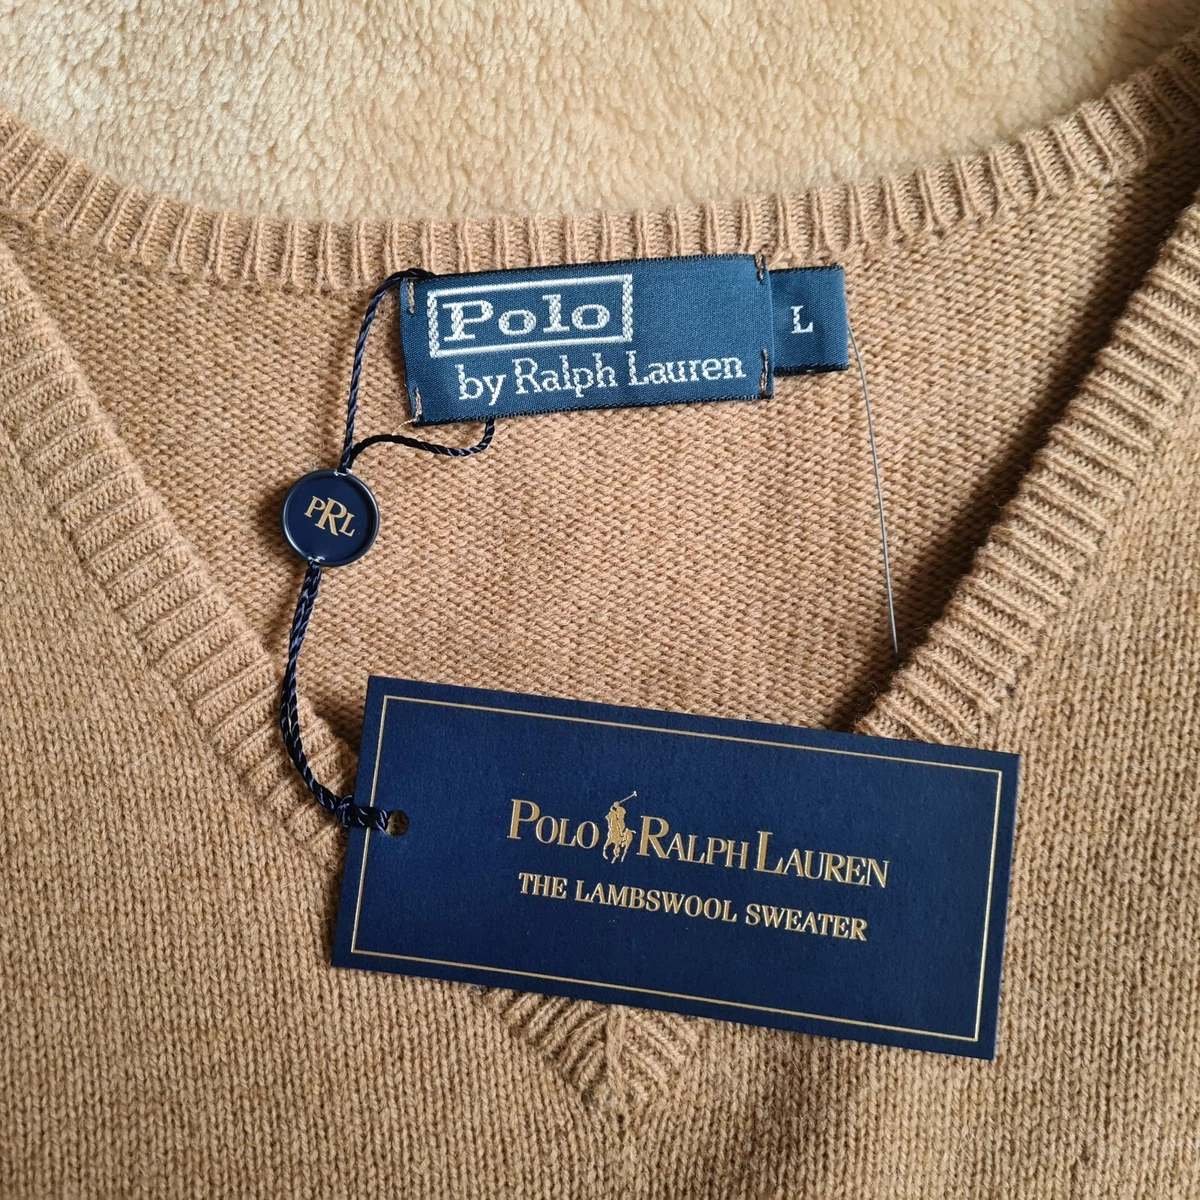 Polo
by Ralph Lauren
L
PRL
POLO RALPH LAUREN
THE LAMBSWOOL SWEATER